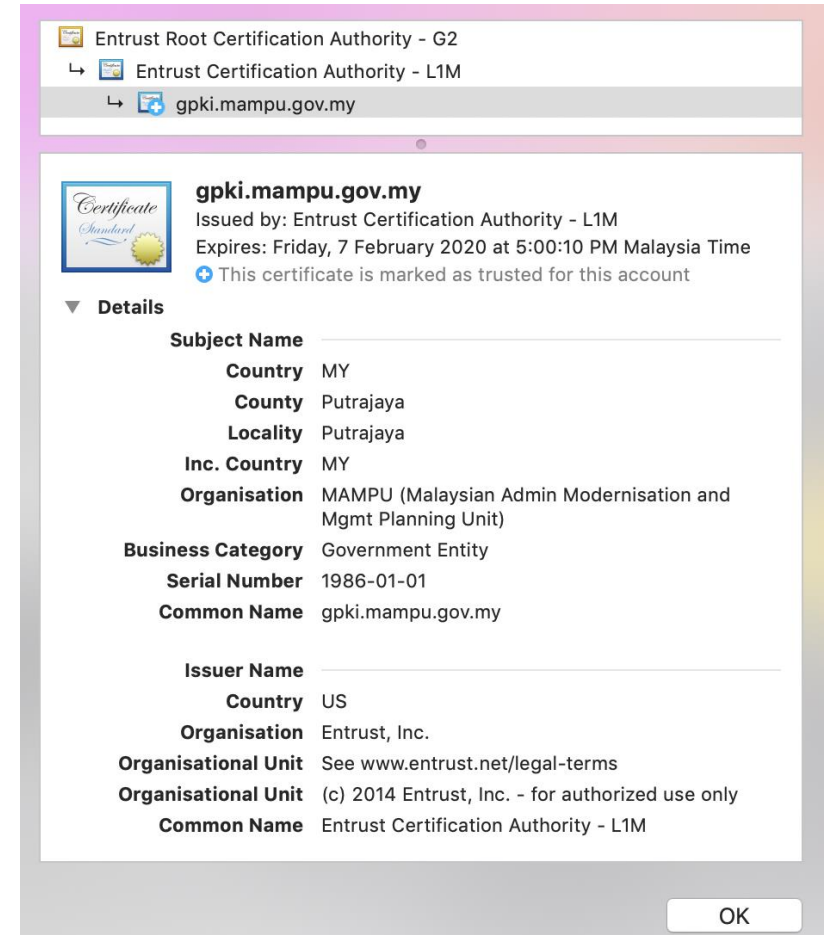 Entrust Root Certification Authority - G2
↳ Entrust Certification Authority - L1M
↳ gpki.mampu.gov.my
Certificate
Standard
gpki.mampu.gov.my
Issued by: Entrust Certification Authority - L1M
Expires: Friday, 7 February 2020 at 5:00:10 PM Malaysia Time
This certificate is marked as trusted for this account
Details
Subject Name
Country MY
County Putrajaya
Locality Putrajaya
Inc. Country MY
Organisation MAMPU (Malaysian Admin Modernisation and
Mgmt Planning Unit)
Business Category Government Entity
Serial Number 1986-01-01
Common Name gpki.mampu.gov.my
Issuer Name
Country US
Organisation Entrust, Inc.
Organisational Unit See www.entrust.net/legal-terms
Organisational Unit (c) 2014 Entrust, Inc. - for authorized use only
Common Name Entrust Certification Authority - L1M
OK